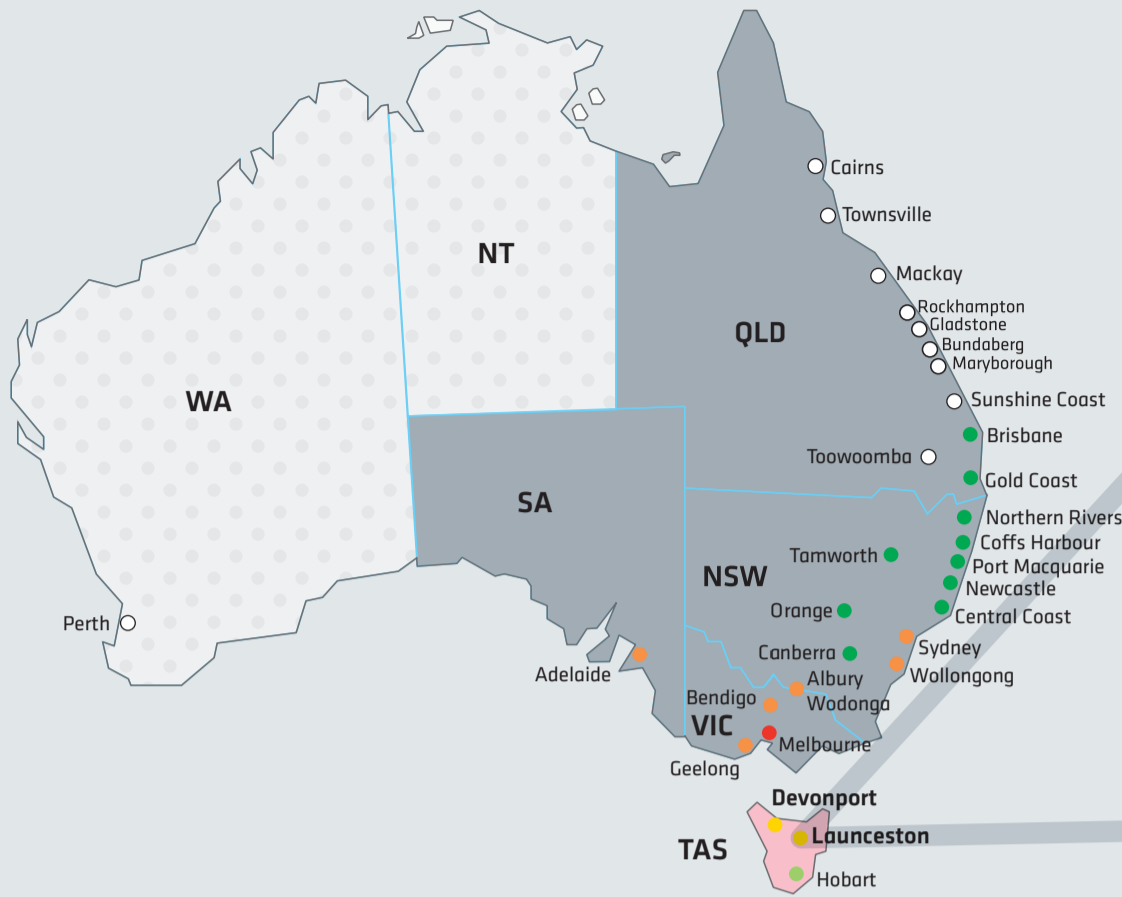 Cairns
Townsville
NT
Mackay
Rockhampton
Gladstone
QLD
Bundaberg
Maryborough
WA
Sunshine Coast
Brisbane
Toowoomba
Gold Coast
SA
Northern Rivers
Coffs Harbour
Tamworth
Port Macquarie
NSW
Newcastle
Orange
Central Coast
Perth
Sydney
Canberra
Adelaide
Wollongong
Albury
Wodonga
Bendigo
VIC
Melbourne
Geelong
Devonport
Launceston
TAS
Hobart